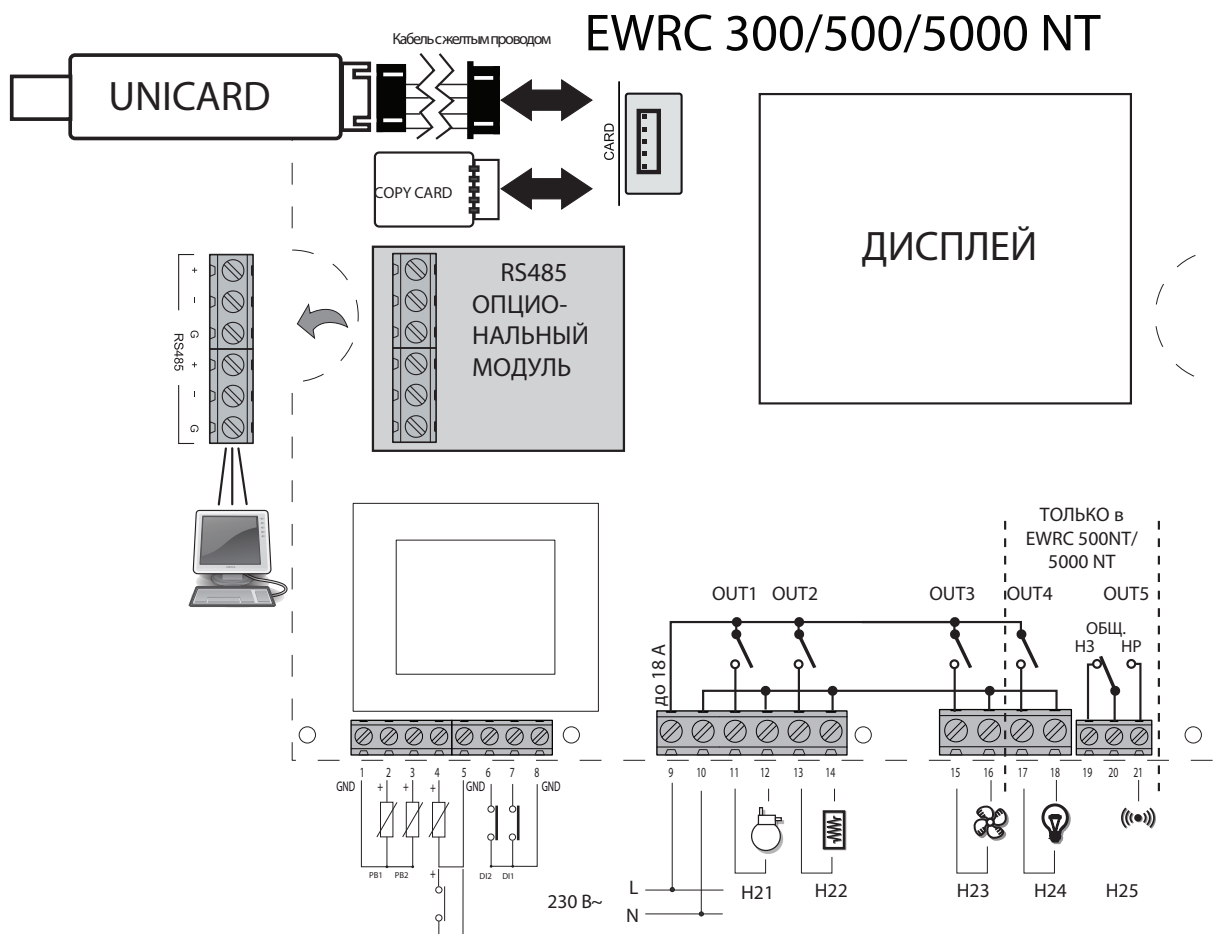 EWRC 300/500/5000 NT
Кабель с желтым проводом
UNICARD
CARD
COPY CARD
ДИСПЛЕЙ
RS485
ОПЦИО-
НАЛЬНЫЙ
МОДУЛЬ
+
–
G
+
–
G
RS485
ТОЛЬКО в
EWRC 500NT/
5000 NT
OUT1 OUT2 OUT3 OUT4 OUT5
ОБЩ.
НЗ НР
до 18 А
1 2 3 4 5 6 7 8 9 10 11 12 13 14 15 16 17 18 19 20 21
GND GND GND
+ + +
PB1 PB2 DI2 DI1
+
230 В~
L
N
H21 H22 H23 H24 H25